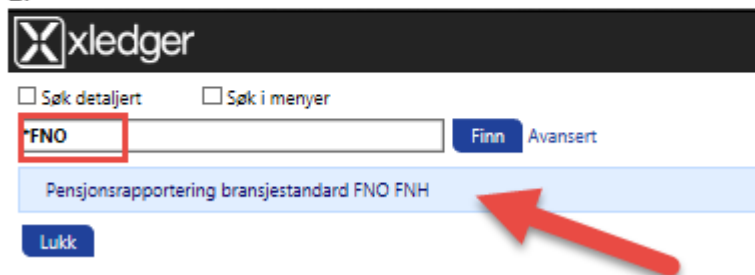 xledger
Søk detaljert Søk i menyer
*FNO Finn Avansert
Pensjonsrapportering bransjestandard FNO FNH
Lukk